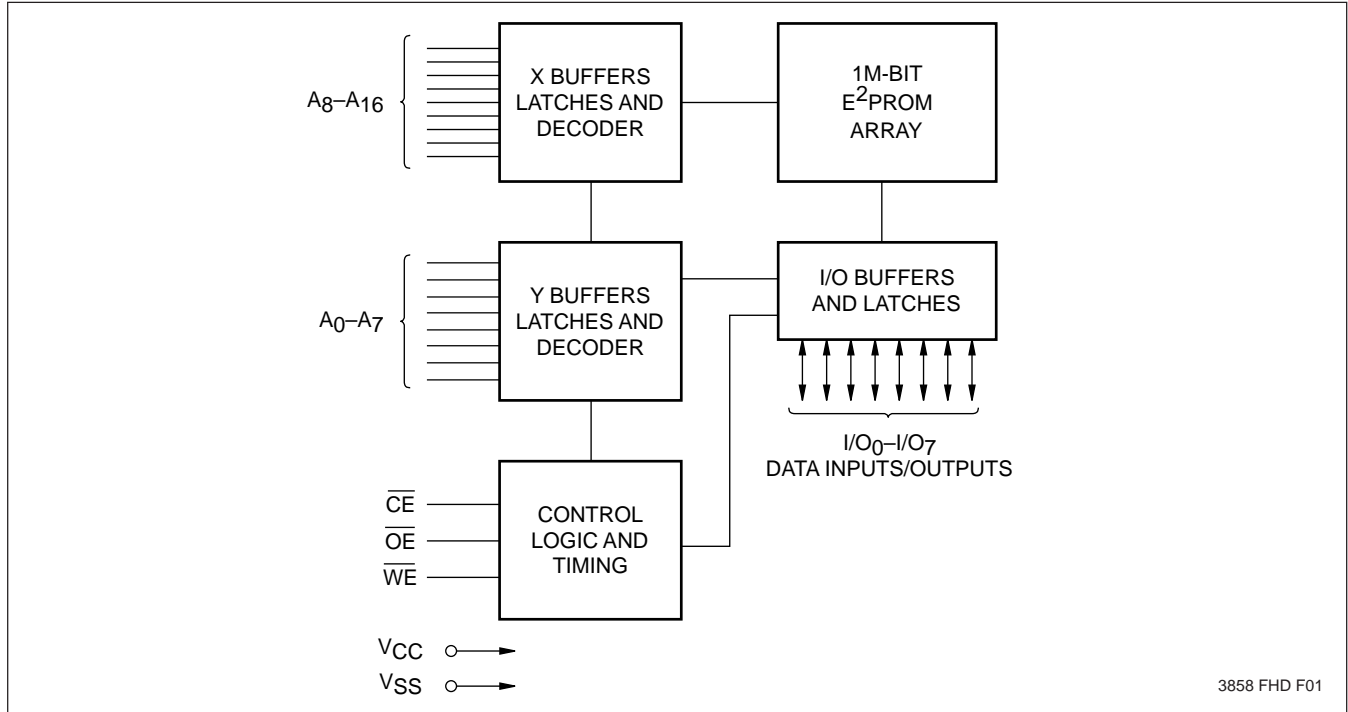 A8–A16
X BUFFERS
LATCHES AND
DECODER
1M-BIT
E2PROM
ARRAY
A0–A7
Y BUFFERS
LATCHES AND
DECODER
I/O BUFFERS
AND LATCHES
I/O0–I/O7
DATA INPUTS/OUTPUTS
CE
OE
WE
CONTROL
LOGIC AND
TIMING
VCC
VSS
3858 FHD F01